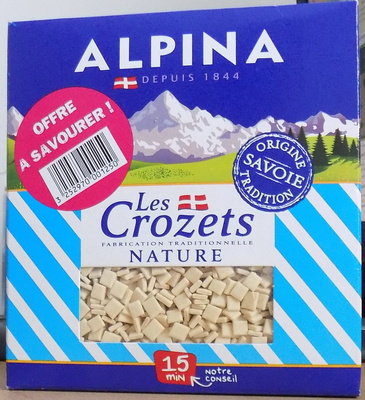 ALPINA
DEPUIS 1844
OFFRE
A SAVOURER !
3 252970 001250
ORIGINE
SAVOIE
TRADITION
Les
Crozets
FABRICATION TRADITIONNELLE
NATURE
15
MIN
notre
conseil